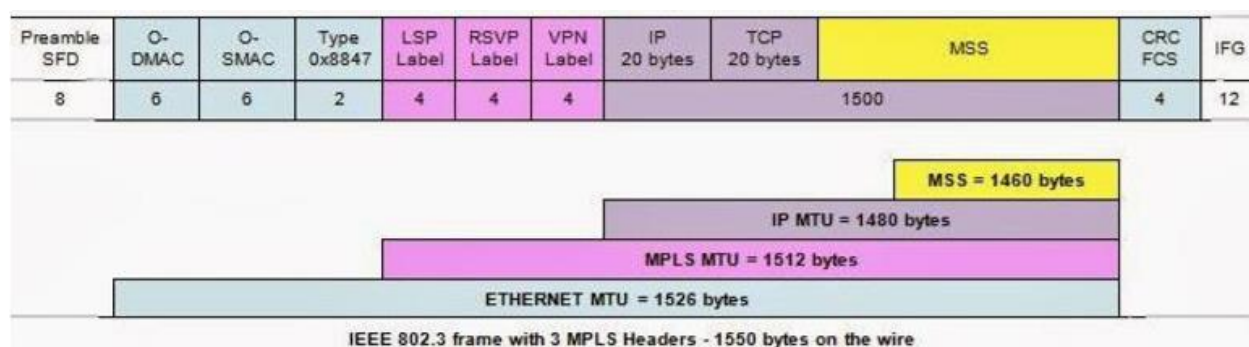 Preamble SFD
O-DMAC
O-SMAC
Type 0x8847
LSP Label
RSVP Label
VPN Label
IP 20 bytes
TCP 20 bytes
MSS
CRC FCS
IFG
8 6 6 2 4 4 4 1500 4 12
MSS = 1460 bytes
IP MTU = 1480 bytes
MPLS MTU = 1512 bytes
ETHERNET MTU = 1526 bytes
IEEE 802.3 frame with 3 MPLS Headers - 1550 bytes on the wire